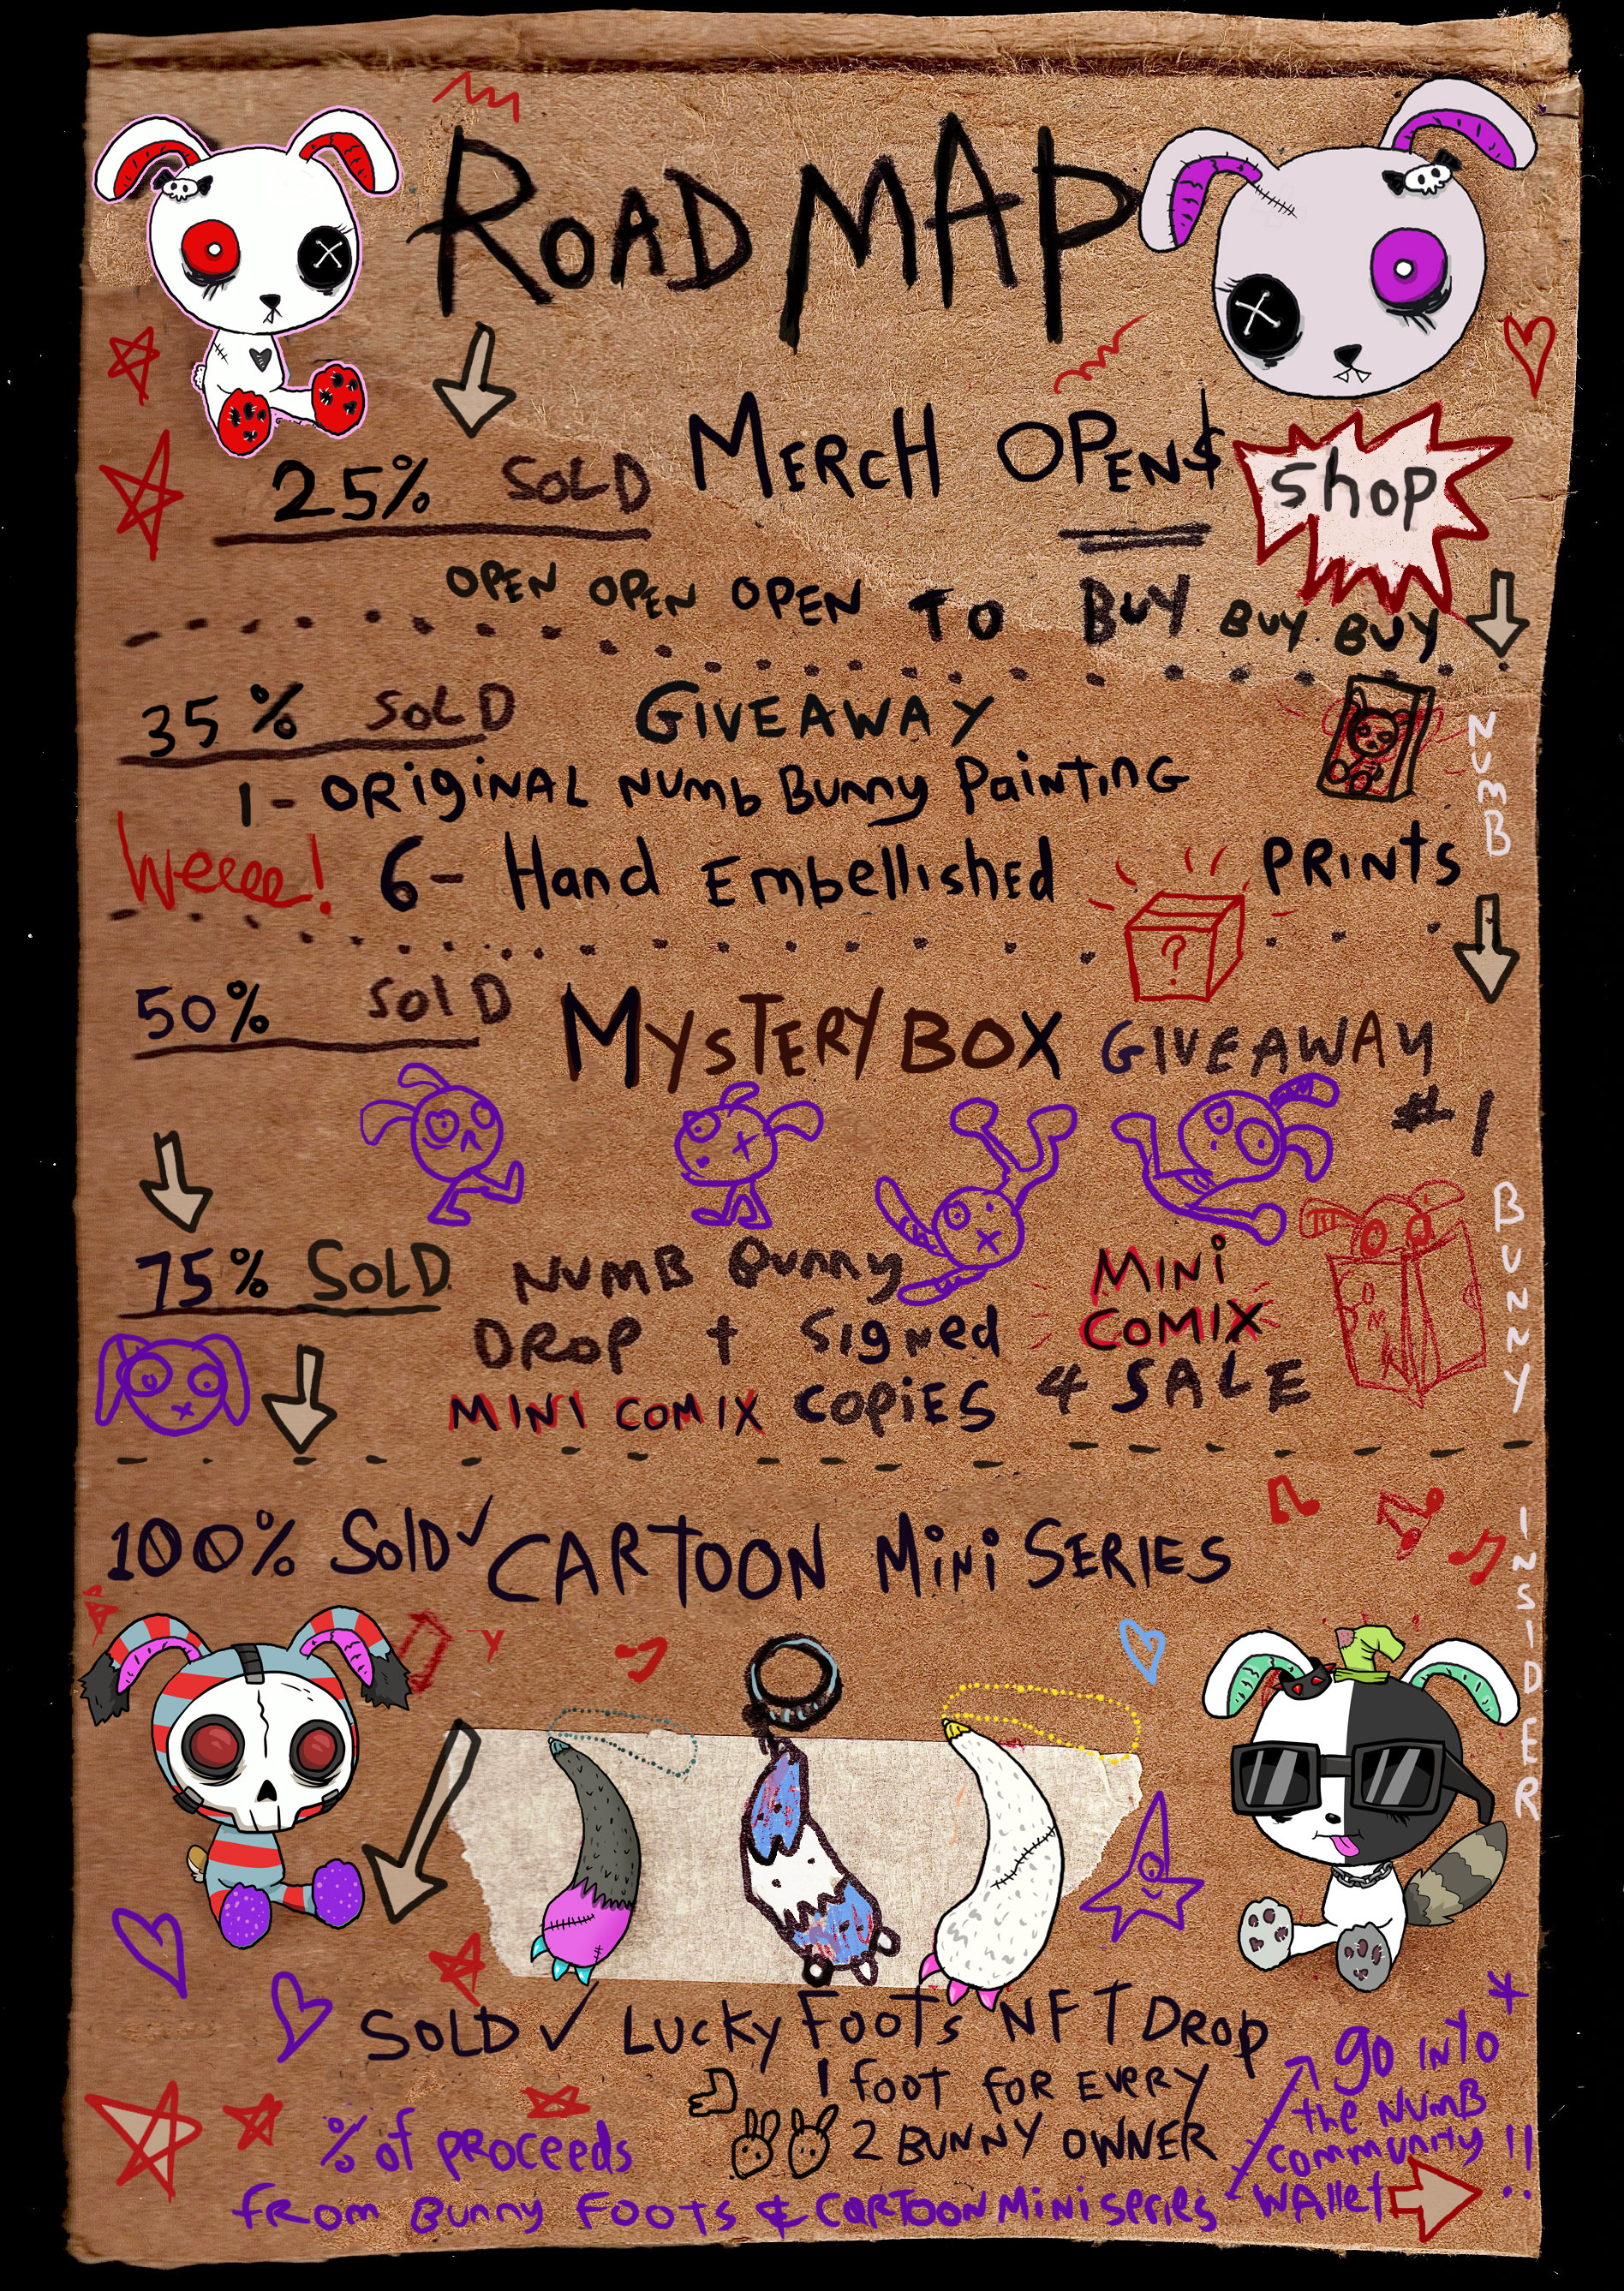 ROADMAP
25% SOLD
MERCH OPEN$
shop
OPEN OPEN OPEN TO BUY BUY BUY
35% SOLD
GIVEAWAY
1- ORIGINAL NUMB BUNNY PAINTING
Weeee!
6- Hand Embellished PRINTS
50% SOLD
MYSTERY BOX GIVEAWAY
#1
75% SOLD
NUMB Bunny
DROP + Signed
MINI COMIX COPIES 4 SALE
MINI
COMIX
100% Sold ✓ CARTOON Mini SERIES
SOLD ✓ LUCKY FOOT's NFT DROP
1 FOOT FOR EVERY
2 BUNNY OWNER
% of PROCEEDS
FROM BUNNY FOOTS & CARTOON MINI SERIES
go INTO
the NUMB
COMMUNITY !!
WALLET
NUMB
BUNNY
INSIDER